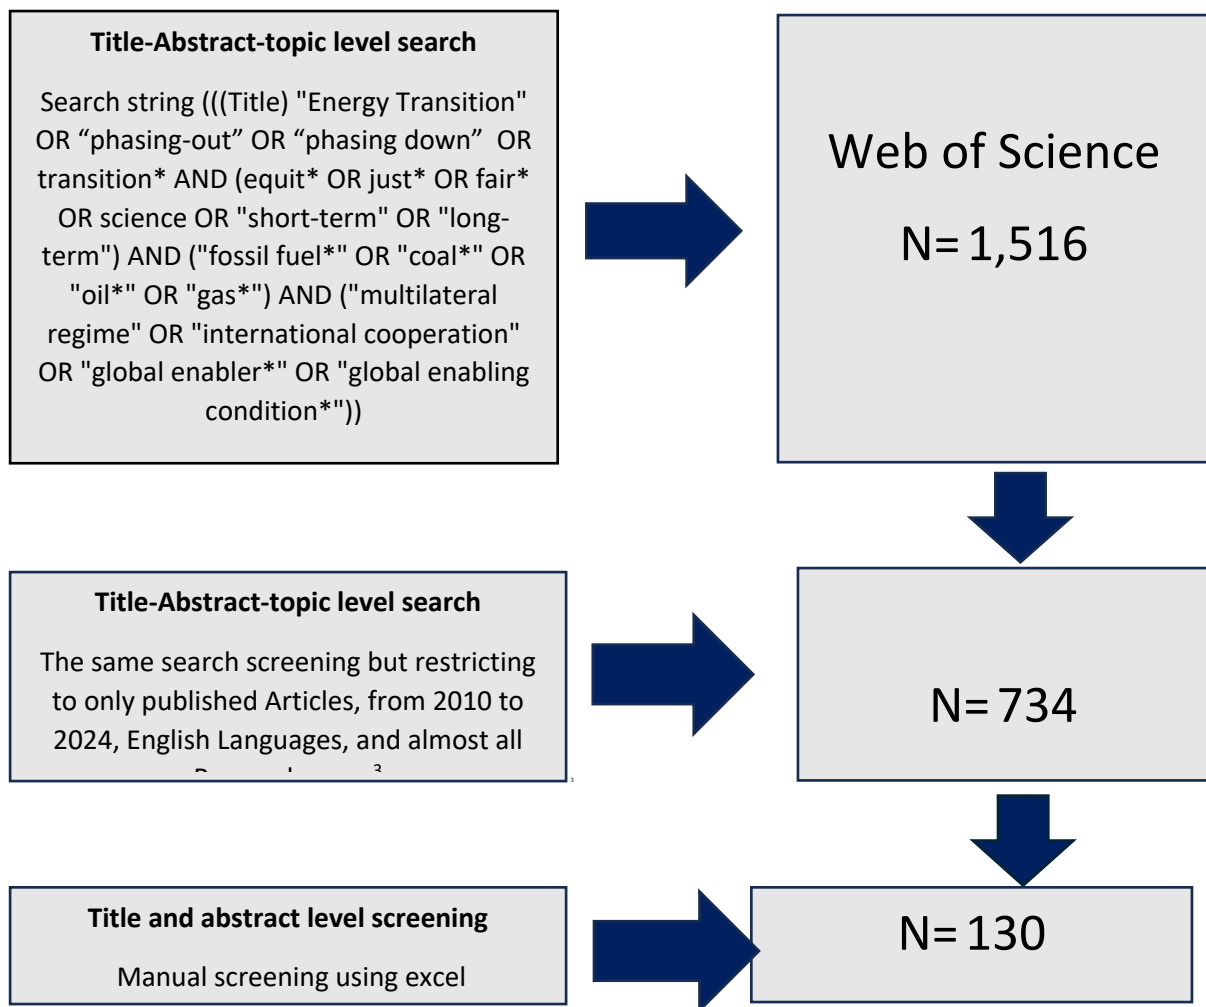 Title-Abstract-topic level search
Search string (((Title) "Energy Transition"
OR “phasing-out” OR “phasing down”  OR
transition* AND (equit* OR just* OR fair*
OR science OR "short-term" OR "long-
term") AND ("fossil fuel*" OR "coal*" OR
"oil*" OR "gas*") AND ("multilateral
regime" OR "international cooperation"
OR "global enabler*" OR "global enabling
condition*"))
Web of Science
N= 1,516
Title-Abstract-topic level search
The same search screening but restricting
to only published Articles, from 2010 to
2024, English Languages, and almost all
3
3
N= 734
Title and abstract level screening
Manual screening using excel
N= 130